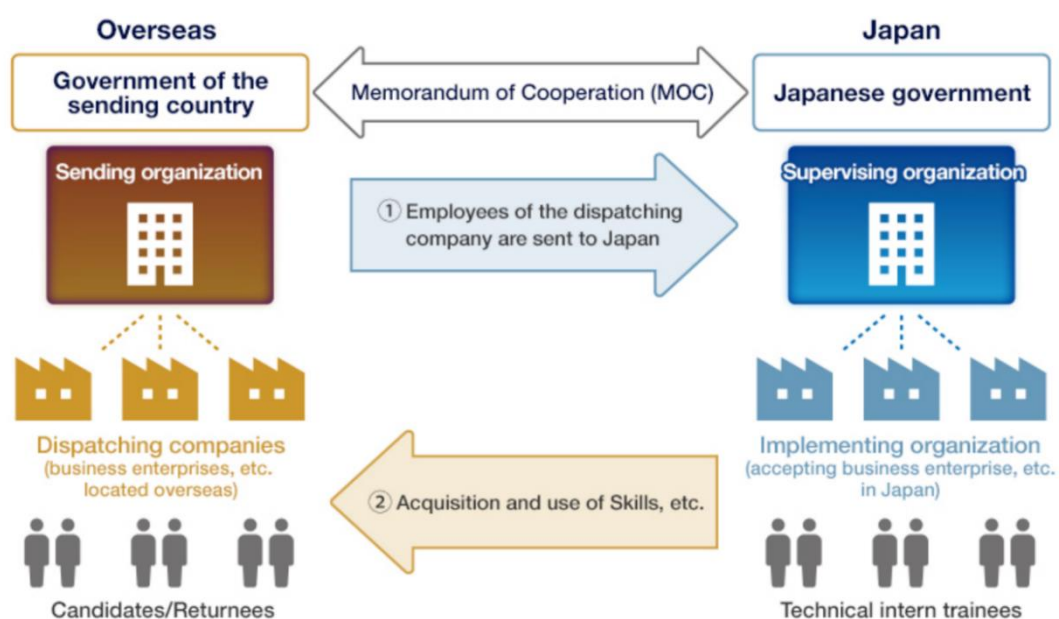 Overseas
Japan
Government of the
sending country
Memorandum of Cooperation (MOC)
Japanese government
Sending organization
Supervising organization
① Employees of the dispatching
company are sent to Japan
Dispatching companies
(business enterprises, etc.
located overseas)
Implementing organization
(accepting business enterprise, etc.
in Japan)
② Acquisition and use of Skills, etc.
Candidates/Returnees
Technical intern trainees